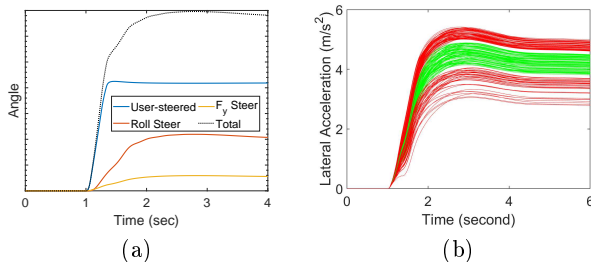 Angle
User-steered
F_y Steer
Roll Steer
Total
0 1 2 3 4
Time (sec)
(a)
Lateral Acceleration (m/s²)
6
4
2
0
0 2 4 6
Time (second)
(b)